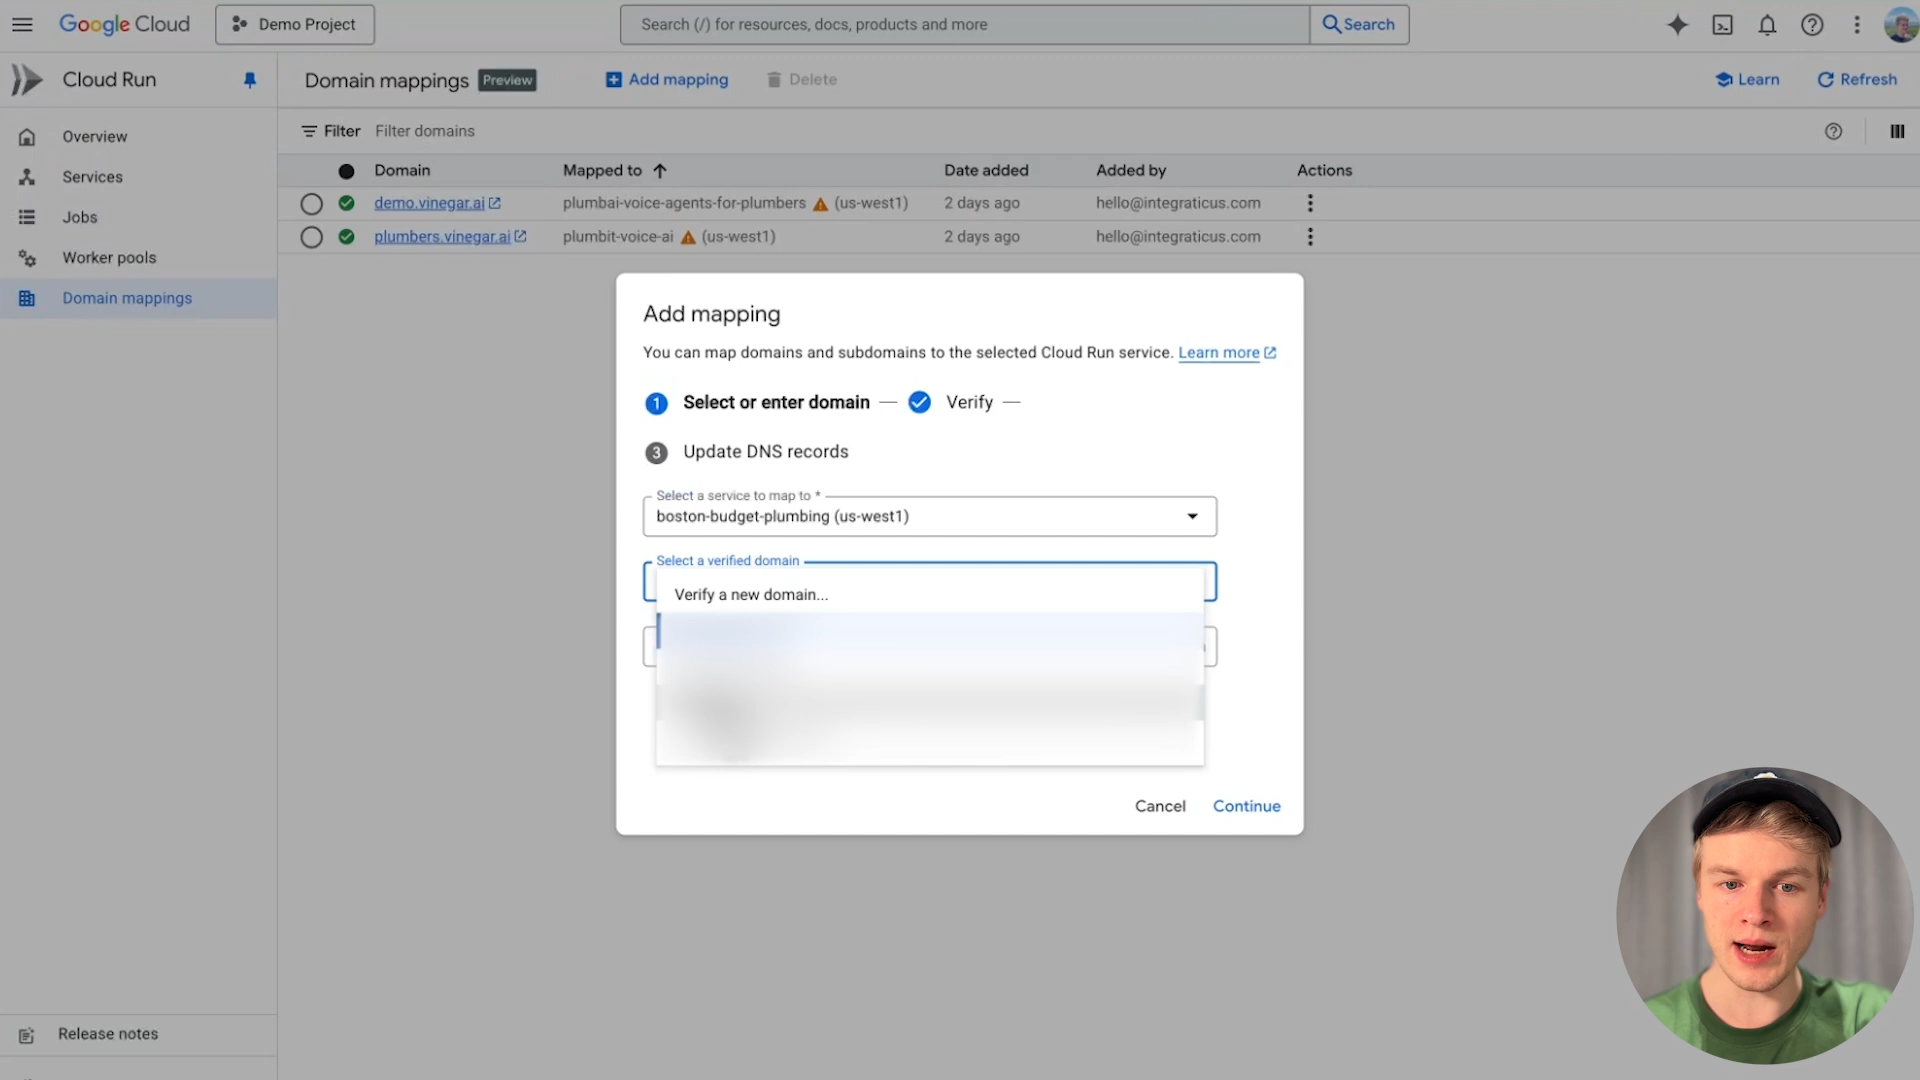 Google Cloud
Demo Project
Search (/) for resources, docs, products and more
Search
Cloud Run
Domain mappings
Preview
Add mapping
Delete
Learn
Refresh
Overview
Services
Jobs
Worker pools
Domain mappings
Release notes
Filter
Filter domains
Domain
Mapped to
Date added
Added by
Actions
demo.vinegar.ai
plumbai-voice-agents-for-plumbers (us-west1)
2 days ago
hello@integraticus.com
plumbers.vinegar.ai
plumbit-voice-ai (us-west1)
2 days ago
hello@integraticus.com
Add mapping
You can map domains and subdomains to the selected Cloud Run service. Learn more
1 Select or enter domain — Verify —
3 Update DNS records
Select a service to map to *
boston-budget-plumbing (us-west1)
Select a verified domain
Verify a new domain...
Cancel
Continue